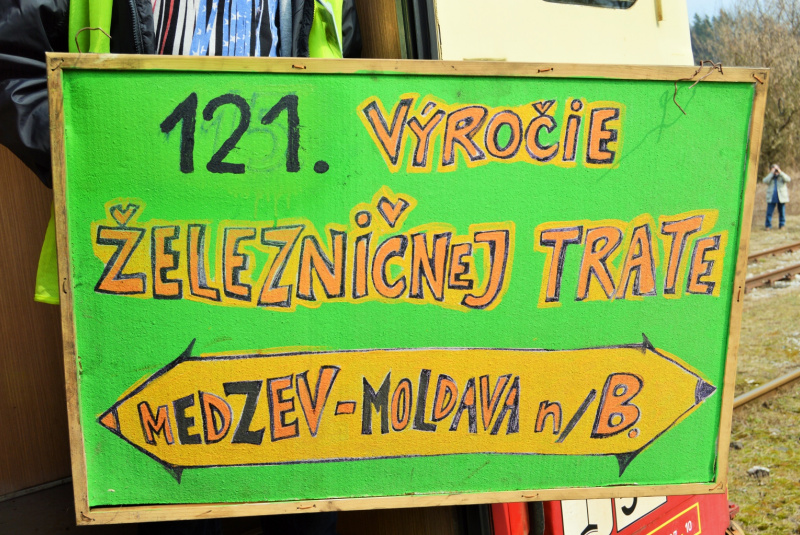 121. VÝROČIE
ŽELEZNIČNEJ TRATE
MEDZEV-MOLDAVA n/B.